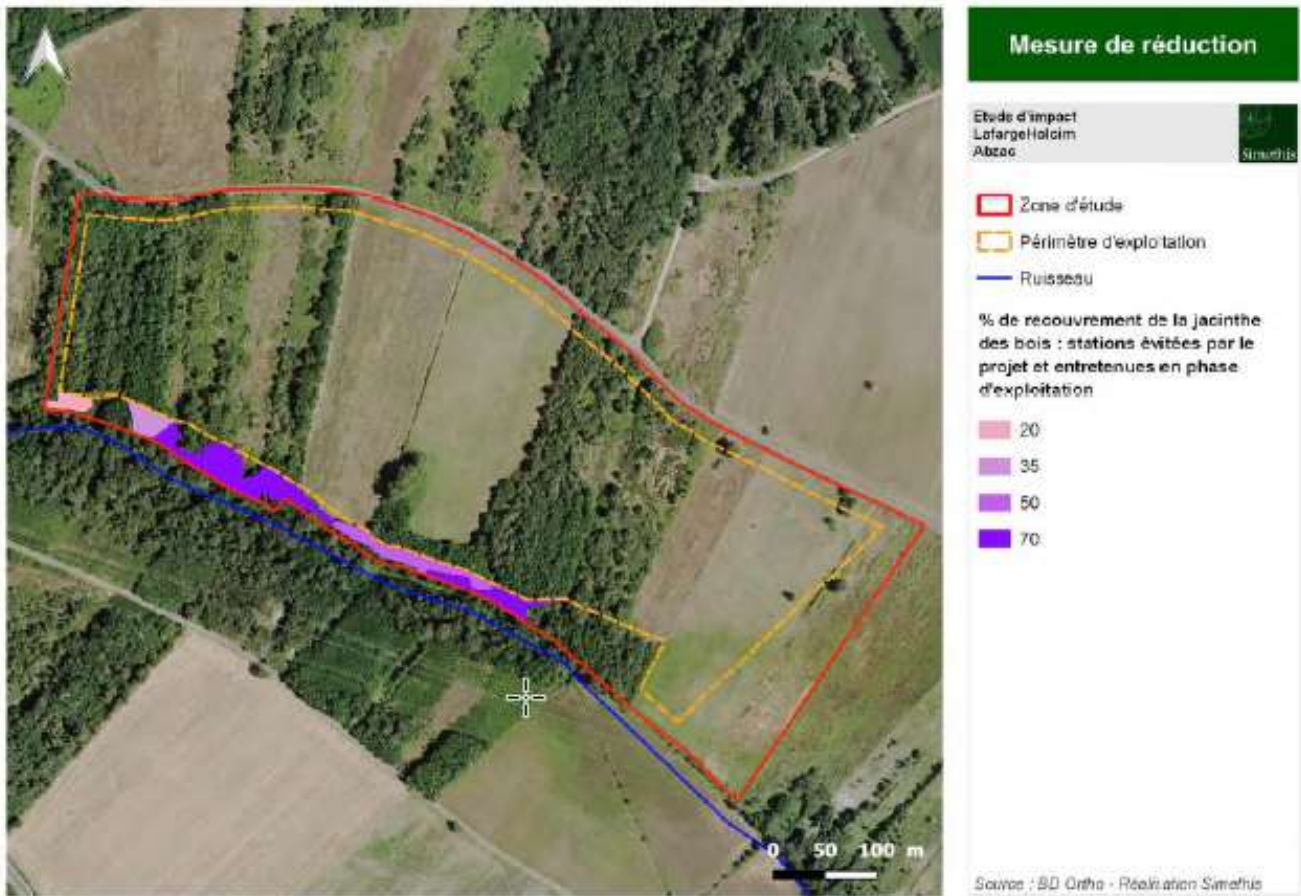 Mesure de réduction
Etude d'impact
LafargeHolcim
Abzac
Simethis
Zone d'étude
Périmètre d'exploitation
Ruisseau
% de recouvrement de la jacinthe
des bois : stations évitées par le
projet et entretenues en phase
d'exploitation
20
35
50
70
0 50 100 m
Source : BD Ortho - Réalisation Simethis